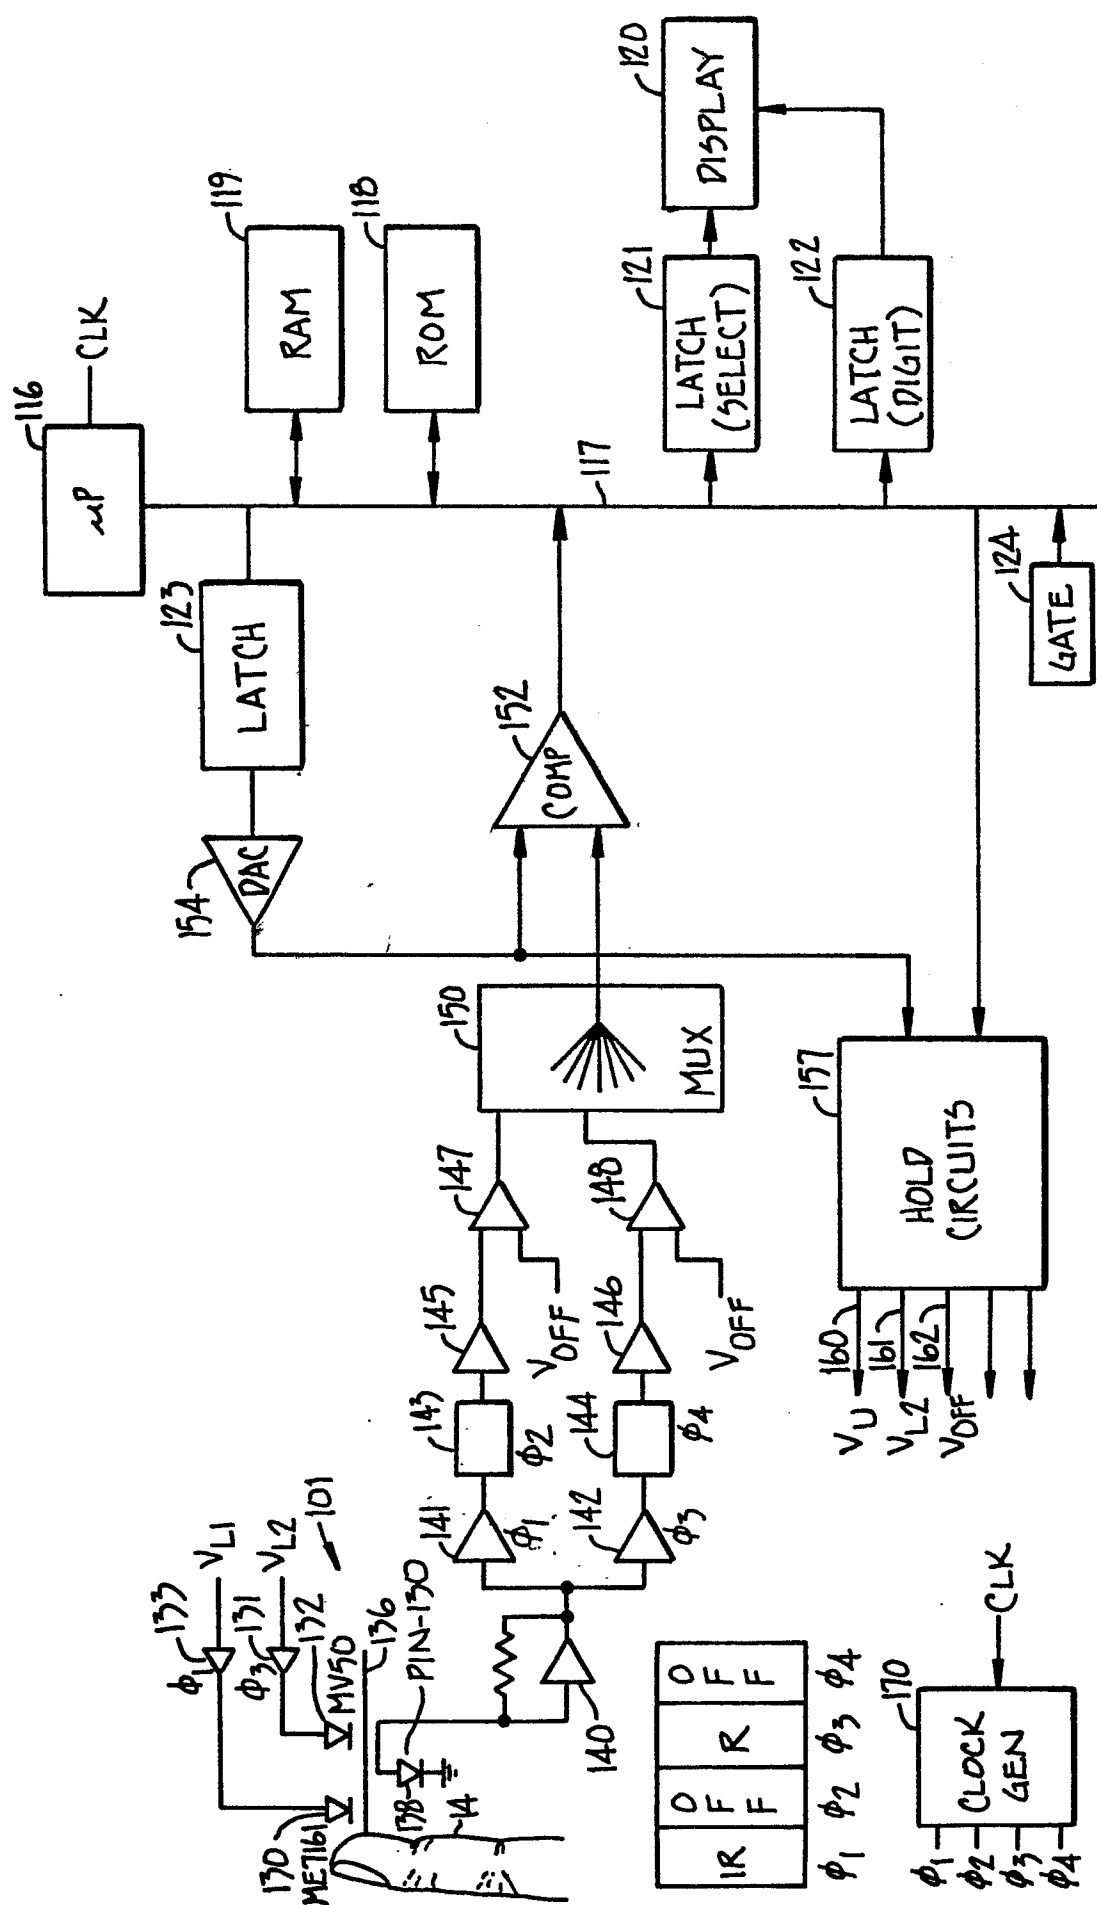 116
µP
CLK
119
RAM
118
ROM
117
120
DISPLAY
121
LATCH
(SELECT)
122
LATCH
(DIGIT)
124
GATE
123
LATCH
154
DAC
152
COMP
150
MUX
157
HOLD
CIRCUITS
160
161
162
VU
VL2
VOFF
147
148
VOFF
VOFF
145
146
143
ϕ2
144
ϕ4
141
ϕ1
142
ϕ3
101
VL1
VL2
133
ϕ1
131
ϕ3
132
MV50
136
PIN-130
138
140
130
ME7161
14
IR
OFF
R
OFF
ϕ1
ϕ2
ϕ3
ϕ4
170
CLOCK
GEN
CLK
ϕ1
ϕ2
ϕ3
ϕ4